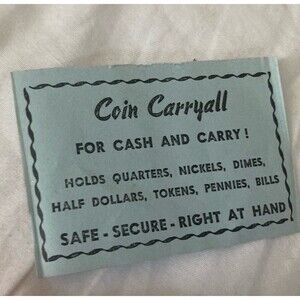 Coin Carryall
FOR CASH AND CARRY!
HOLDS QUARTERS, NICKELS, DIMES,
HALF DOLLARS, TOKENS, PENNIES, BILLS
SAFE - SECURE - RIGHT AT HAND